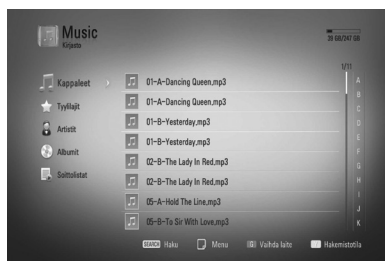 Music
Kirjasto
39 GB/247 GB
1/11
Kappaleet
Tyylilajit
Artistit
Albumit
Soittolistat
01-A-Dancing Queen.mp3
01-A-Dancing Queen.mp3
01-B-Yesterday.mp3
01-B-Yesterday.mp3
02-B-The Lady In Red.mp3
02-B-The Lady In Red.mp3
05-A-Hold The Line.mp3
05-B-To Sir With Love.mp3
A
B
C
D
E
F
G
H
I
J
K
SEARCH Haku Menu G Vaihda laite Hakemistotila